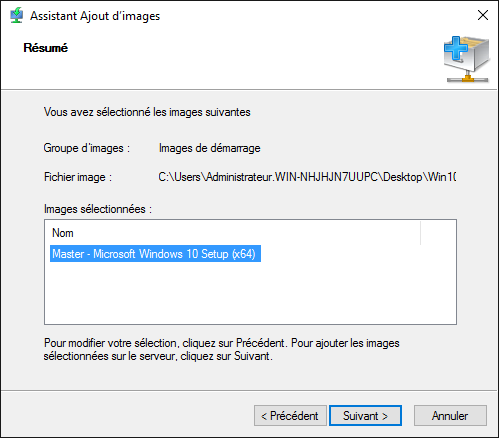 Assistant Ajout d'images
Résumé
Vous avez sélectionné les images suivantes
Groupe d'images : Images de démarrage
Fichier image : C:\Users\Administrateur.WIN-NHJHJN7UUPC\Desktop\Win10
Images sélectionnées :
Nom
Master - Microsoft Windows 10 Setup (x64)
Pour modifier votre sélection, cliquez sur Précédent. Pour ajouter les images
sélectionnées sur le serveur, cliquez sur Suivant.
< Précédent Suivant > Annuler